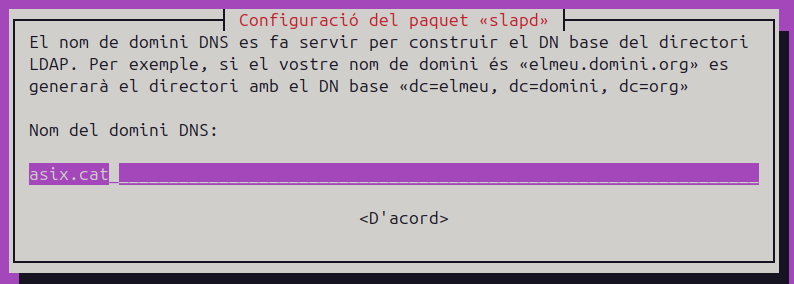 Configuració del paquet «slapd»
El nom de domini DNS es fa servir per construir el DN base del directori
LDAP. Per exemple, si el vostre nom de domini és «elmeu.domini.org» es
generarà el directori amb el DN base «dc=elmeu, dc=domini, dc=org»
Nom del domini DNS:
asix.cat
<D'acord>